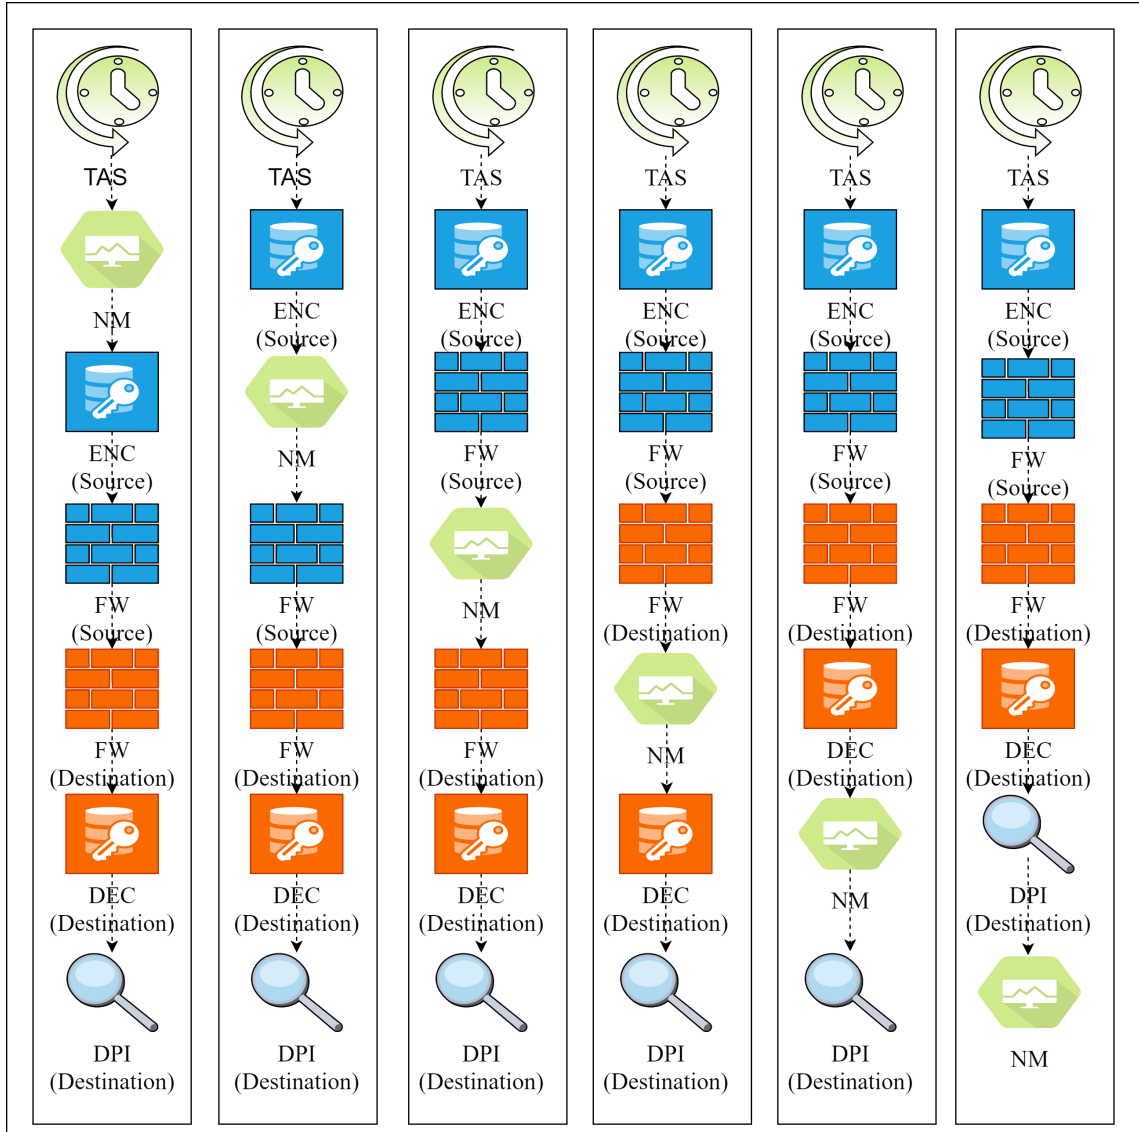 TAS
NM
ENC
(Source)
FW
(Source)
FW
(Destination)
DEC
(Destination)
DPI
(Destination)
TAS
ENC
(Source)
NM
FW
(Source)
FW
(Destination)
DEC
(Destination)
DPI
(Destination)
TAS
ENC
(Source)
FW
(Source)
NM
FW
(Destination)
DEC
(Destination)
DPI
(Destination)
TAS
ENC
(Source)
FW
(Source)
FW
(Destination)
NM
DEC
(Destination)
DPI
(Destination)
TAS
ENC
(Source)
FW
(Source)
FW
(Destination)
DEC
(Destination)
NM
DPI
(Destination)
TAS
ENC
(Source)
FW
(Source)
FW
(Destination)
DEC
(Destination)
DPI
(Destination)
NM